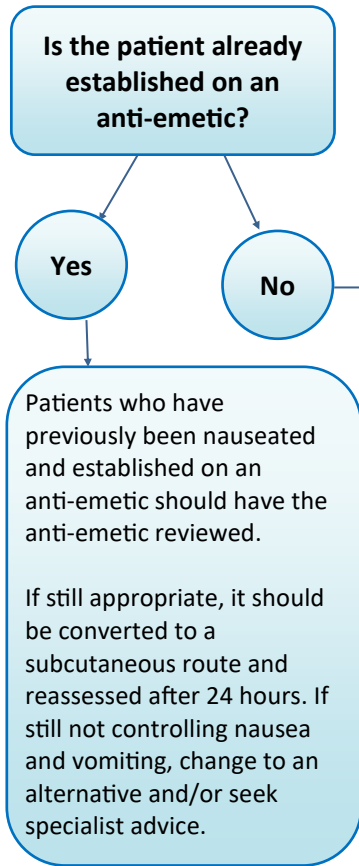 Is the patient already
established on an
anti-emetic?
Yes
No
Patients who have
previously been nauseated
and established on an
anti-emetic should have the
anti-emetic reviewed.
If still appropriate, it should
be converted to a
subcutaneous route and
reassessed after 24 hours. If
still not controlling nausea
and vomiting, change to an
alternative and/or seek
specialist advice.